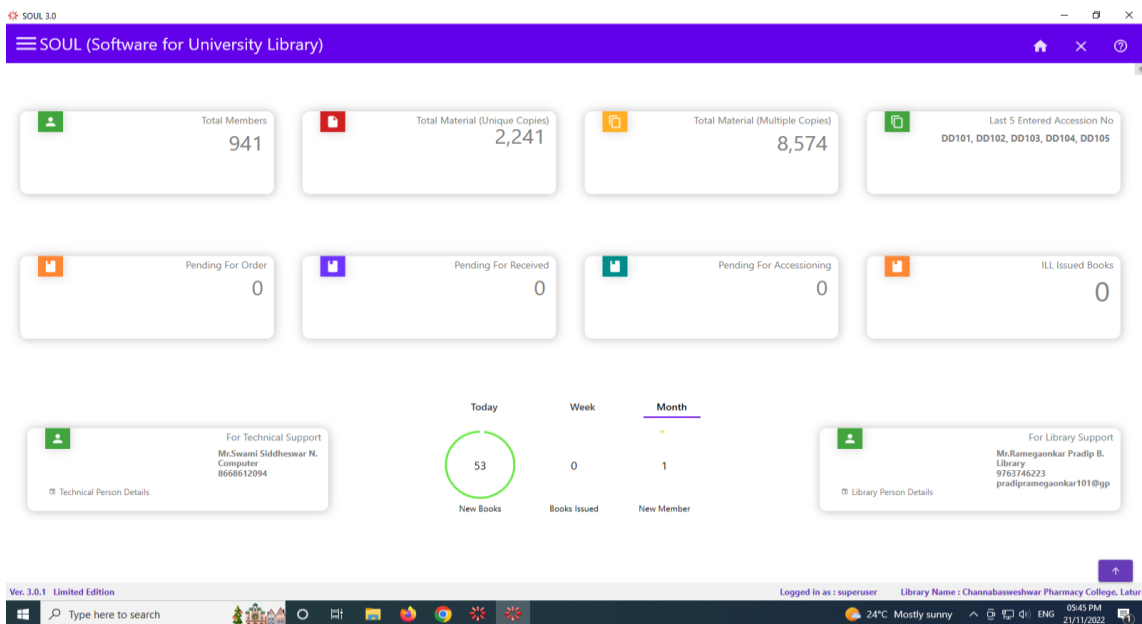 SOUL 3.0
SOUL (Software for University Library)
Total Members
941
Total Material (Unique Copies)
2,241
Total Material (Multiple Copies)
8,574
Last 5 Entered Accession No
DD101, DD102, DD103, DD104, DD105
Pending For Order
0
Pending For Received
0
Pending For Accessioning
0
ILL Issued Books
0
For Technical Support
Mr.Swami Siddheswar N.
Computer
8668612094
Technical Person Details
Today Week Month
53 0 1
New Books Books Issued New Member
For Library Support
Mr.Ramegaonkar Pradip B.
Library
9763746223
pradipramegaonkar101@gp
Library Person Details
Ver. 3.0.1 Limited Edition
Logged in as : superuser
Library Name : Channabasweshwar Pharmacy College, Latur
Type here to search
24°C Mostly sunny
ENG
05:45 PM
21/11/2022